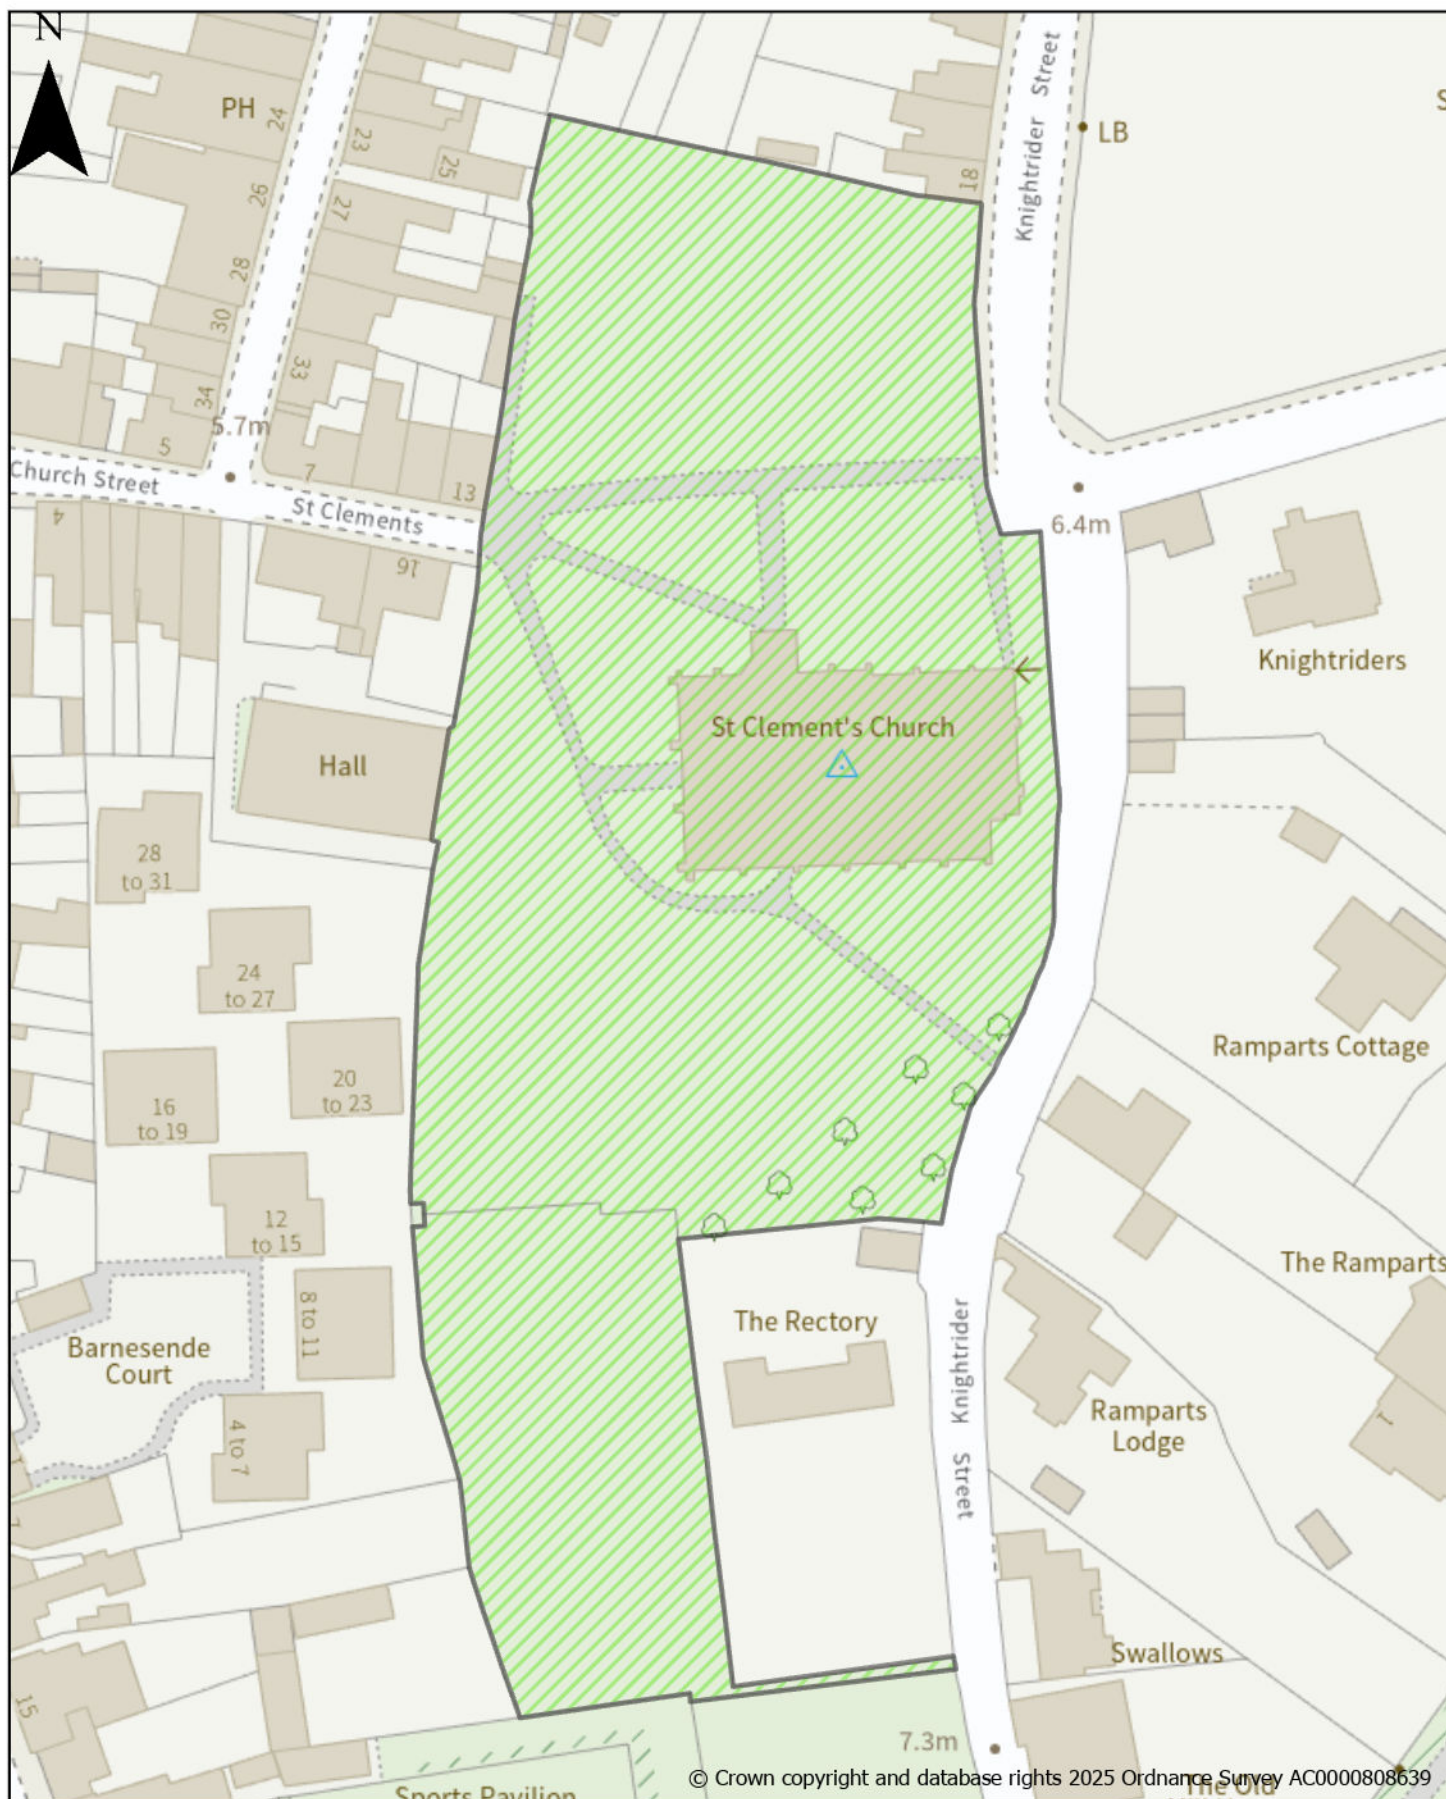 N
PH
24
23
25
26
27
28
30
33
34
5.7m
5
7
13
Church Street
St Clements
4
16
18
Knightrider Street
LB
S
6.4m
Knightriders
St Clement's Church
Hall
28
to 31
24
to 27
20
to 23
16
to 19
12
to 15
8 to 11
4 to 7
Barnesende
Court
Ramparts Cottage
The Ramparts
The Rectory
Knightrider Street
Ramparts
Lodge
1
Swallows
15
7.3m
Sports Pavilion
The Old
© Crown copyright and database rights 2025 Ordnance Survey AC0000808639